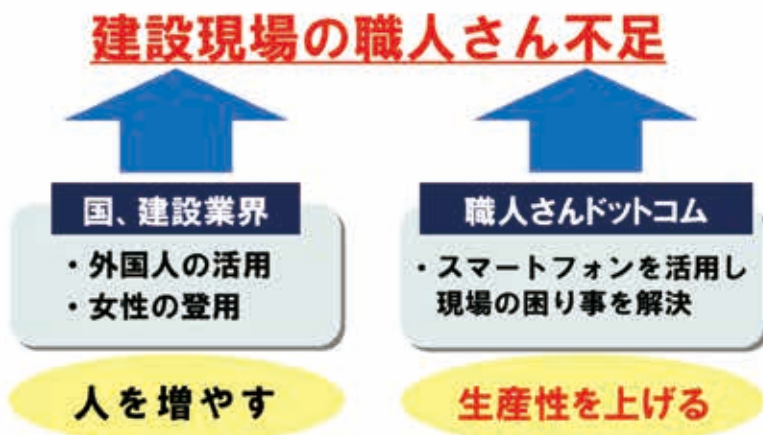 建設現場の職人さん不足
国、建設業界
・外国人の活用
・女性の登用
人を増やす
職人さんドットコム
・スマートフォンを活用し
現場の困り事を解決
生産性を上げる